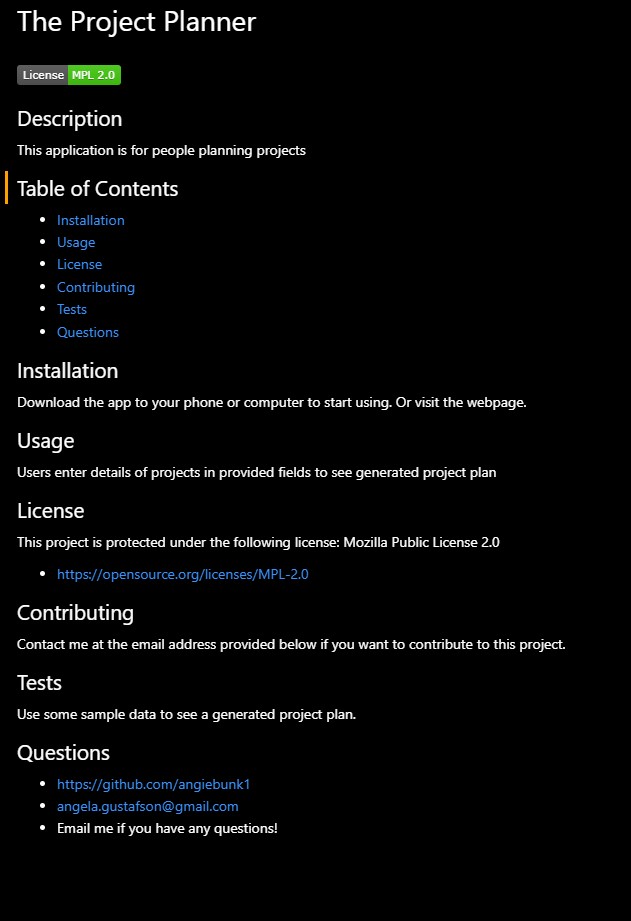 The Project Planner
License MPL 2.0
Description
This application is for people planning projects
Table of Contents
Installation
Usage
License
Contributing
Tests
Questions
Installation
Download the app to your phone or computer to start using. Or visit the webpage.
Usage
Users enter details of projects in provided fields to see generated project plan
License
This project is protected under the following license: Mozilla Public License 2.0
https://opensource.org/licenses/MPL-2.0
Contributing
Contact me at the email address provided below if you want to contribute to this project.
Tests
Use some sample data to see a generated project plan.
Questions
https://github.com/angiebunk1
angela.gustafson@gmail.com
Email me if you have any questions!